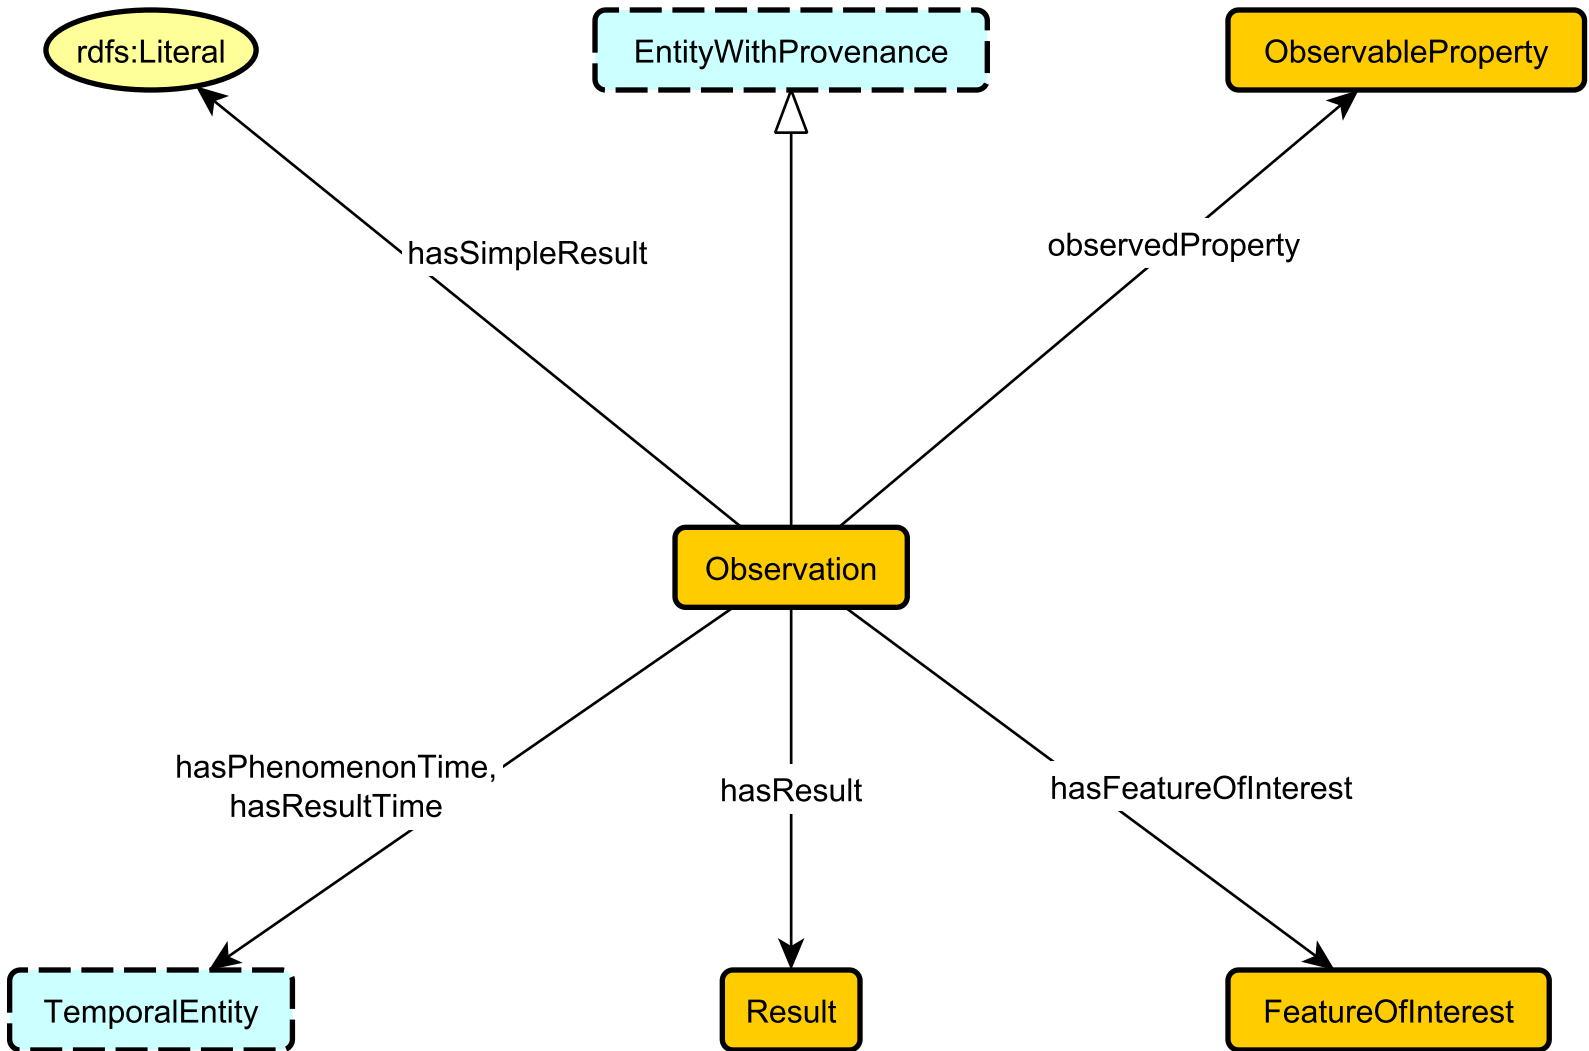 rdfs:Literal
EntityWithProvenance
ObservableProperty
hasSimpleResult
observedProperty
Observation
hasPhenomenonTime,
hasResultTime
hasResult
hasFeatureOfInterest
TemporalEntity
Result
FeatureOfInterest